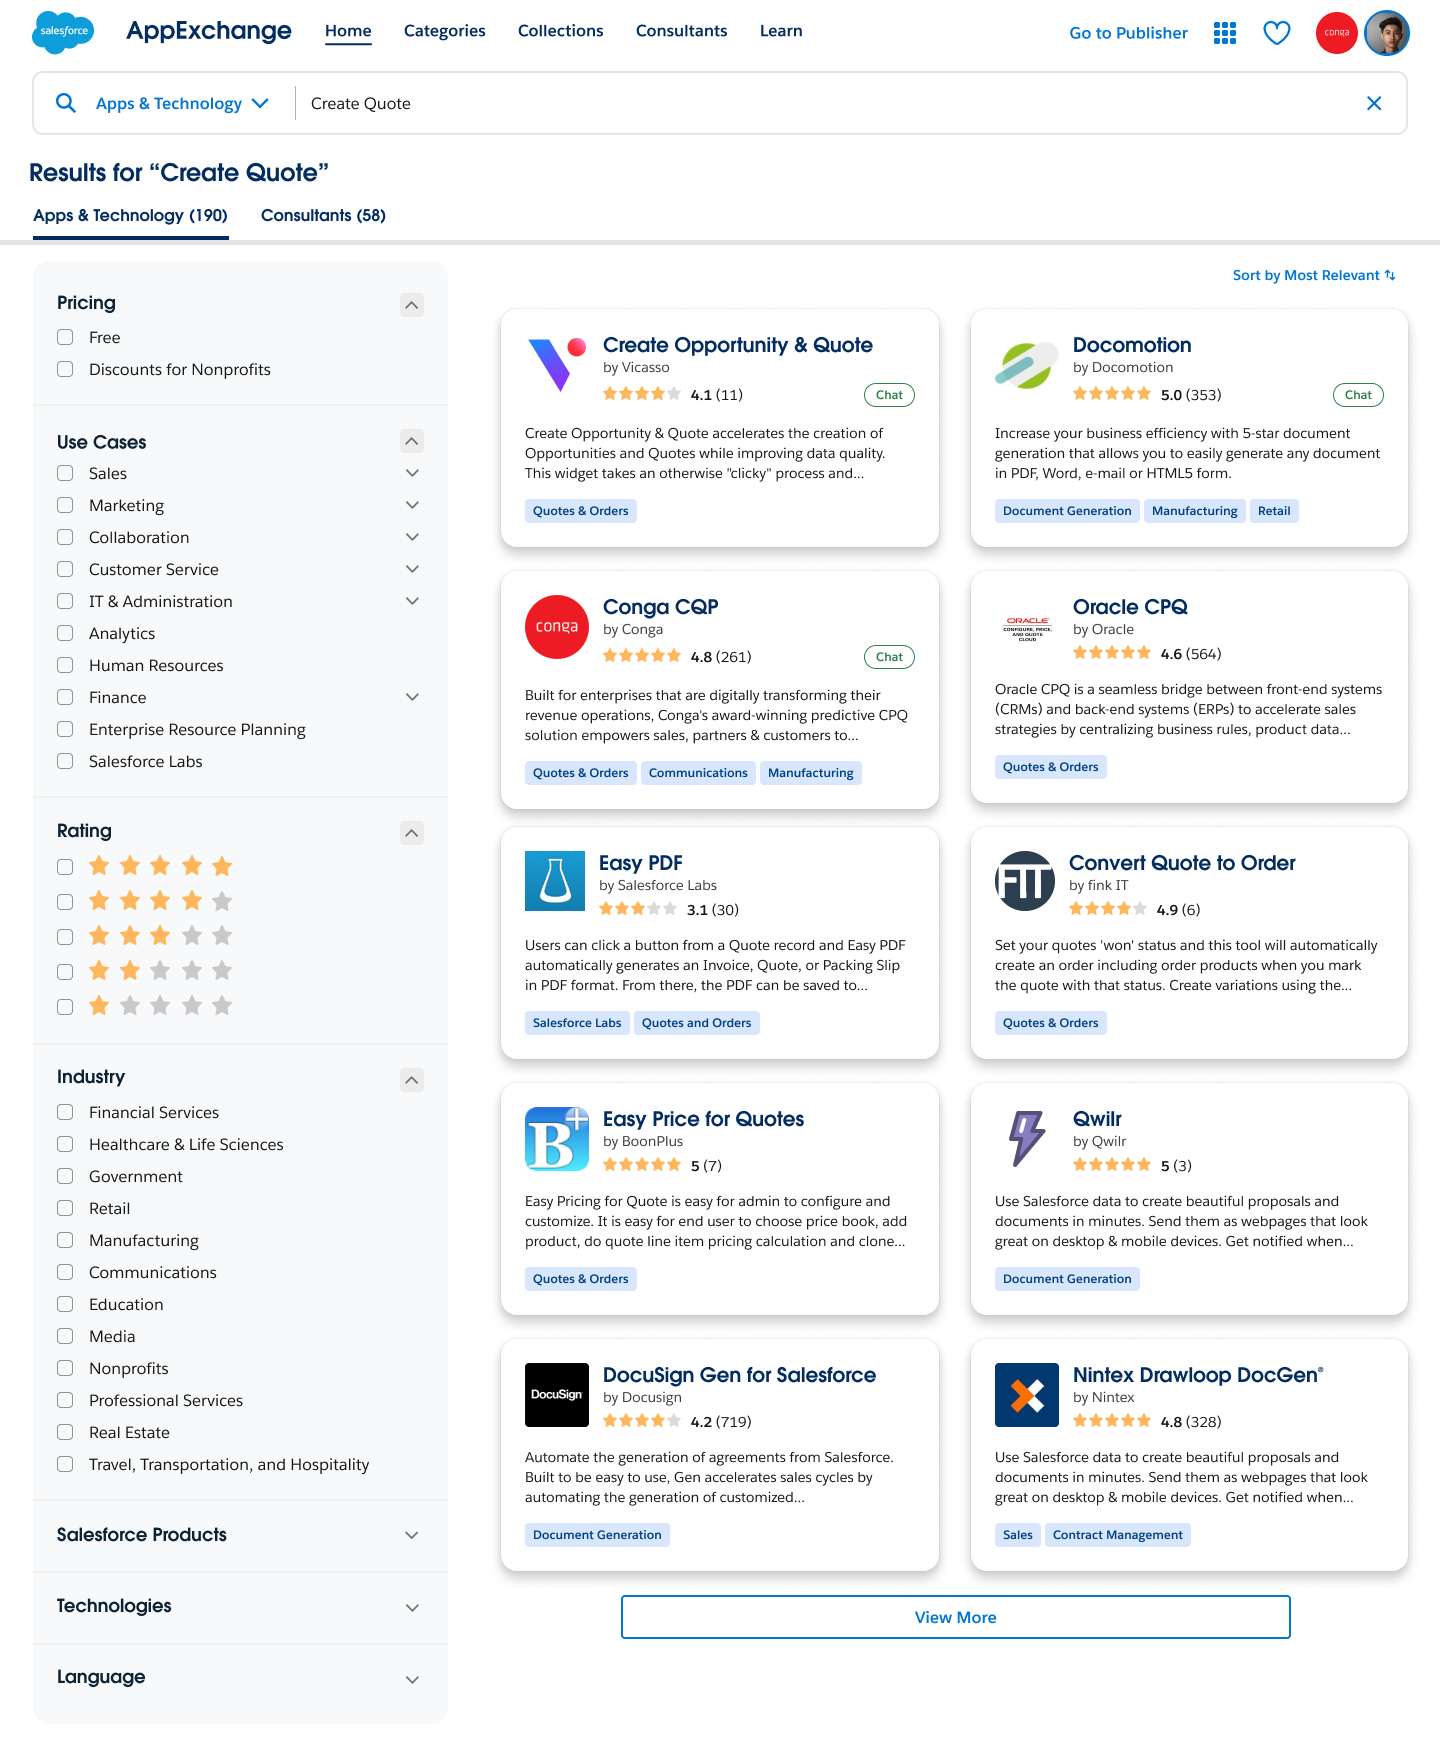 salesforce
AppExchange
Home
Categories
Collections
Consultants
Learn
Go to Publisher
conga
Apps & Technology
Create Quote
Results for “Create Quote”
Apps & Technology (190)
Consultants (58)
Pricing
Free
Discounts for Nonprofits
Use Cases
Sales
Marketing
Collaboration
Customer Service
IT & Administration
Analytics
Human Resources
Finance
Enterprise Resource Planning
Salesforce Labs
Rating
Industry
Financial Services
Healthcare & Life Sciences
Government
Retail
Manufacturing
Communications
Education
Media
Nonprofits
Professional Services
Real Estate
Travel, Transportation, and Hospitality
Salesforce Products
Technologies
Language
Sort by Most Relevant
Create Opportunity & Quote
by Vicasso
4.1 (11)
Chat
Create Opportunity & Quote accelerates the creation of
Opportunities and Quotes while improving data quality.
This widget takes an otherwise "clicky" process and...
Quotes & Orders
Docomotion
by Docomotion
5.0 (353)
Chat
Increase your business efficiency with 5-star document
generation that allows you to easily generate any document
in PDF, Word, e-mail or HTML5 form.
Document Generation
Manufacturing
Retail
conga
Conga CQP
by Conga
4.8 (261)
Chat
Built for enterprises that are digitally transforming their
revenue operations, Conga's award-winning predictive CPQ
solution empowers sales, partners & customers to...
Quotes & Orders
Communications
Manufacturing
ORACLE
CONFIGURE, PRICE,
AND QUOTE
CLOUD
Oracle CPQ
by Oracle
4.6 (564)
Oracle CPQ is a seamless bridge between front-end systems
(CRMs) and back-end systems (ERPs) to accelerate sales
strategies by centralizing business rules, product data...
Quotes & Orders
Easy PDF
by Salesforce Labs
3.1 (30)
Users can click a button from a Quote record and Easy PDF
automatically generates an Invoice, Quote, or Packing Slip
in PDF format. From there, the PDF can be saved to...
Salesforce Labs
Quotes and Orders
FIT
Convert Quote to Order
by fink IT
4.9 (6)
Set your quotes 'won' status and this tool will automatically
create an order including order products when you mark
the quote with that status. Create variations using the...
Quotes & Orders
B+
Easy Price for Quotes
by BoonPlus
5 (7)
Easy Pricing for Quote is easy for admin to configure and
customize. It is easy for end user to choose price book, add
product, do quote line item pricing calculation and clone...
Quotes & Orders
Qwilr
by Qwilr
5 (3)
Use Salesforce data to create beautiful proposals and
documents in minutes. Send them as webpages that look
great on desktop & mobile devices. Get notified when...
Document Generation
DocuSign
DocuSign Gen for Salesforce
by Docusign
4.2 (719)
Automate the generation of agreements from Salesforce.
Built to be easy to use, Gen accelerates sales cycles by
automating the generation of customized...
Document Generation
Nintex Drawloop DocGen®
by Nintex
4.8 (328)
Use Salesforce data to create beautiful proposals and
documents in minutes. Send them as webpages that look
great on desktop & mobile devices. Get notified when...
Sales
Contract Management
View More